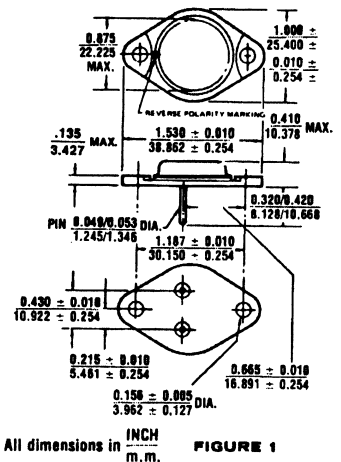 0.875
22.225
MAX.
1.000 ±
25.400 ±
0.010 ±
0.254 ±
REVERSE POLARITY MARKING
.135
3.427
MAX.
1.530 ± 0.010
38.862 ± 0.254
0.410
10.378
MAX.
PIN 0.049/0.053 DIA.
1.245/1.346
0.320/0.420
8.128/10.668
1.187 ± 0.010
30.150 ± 0.254
0.430 ± 0.010
10.922 ± 0.254
0.215 ± 0.010
5.461 ± 0.254
0.156 ± 0.005 DIA.
3.962 ± 0.127
0.665 ± 0.010
16.891 ± 0.254
All dimensions in INCH
m.m.
FIGURE 1